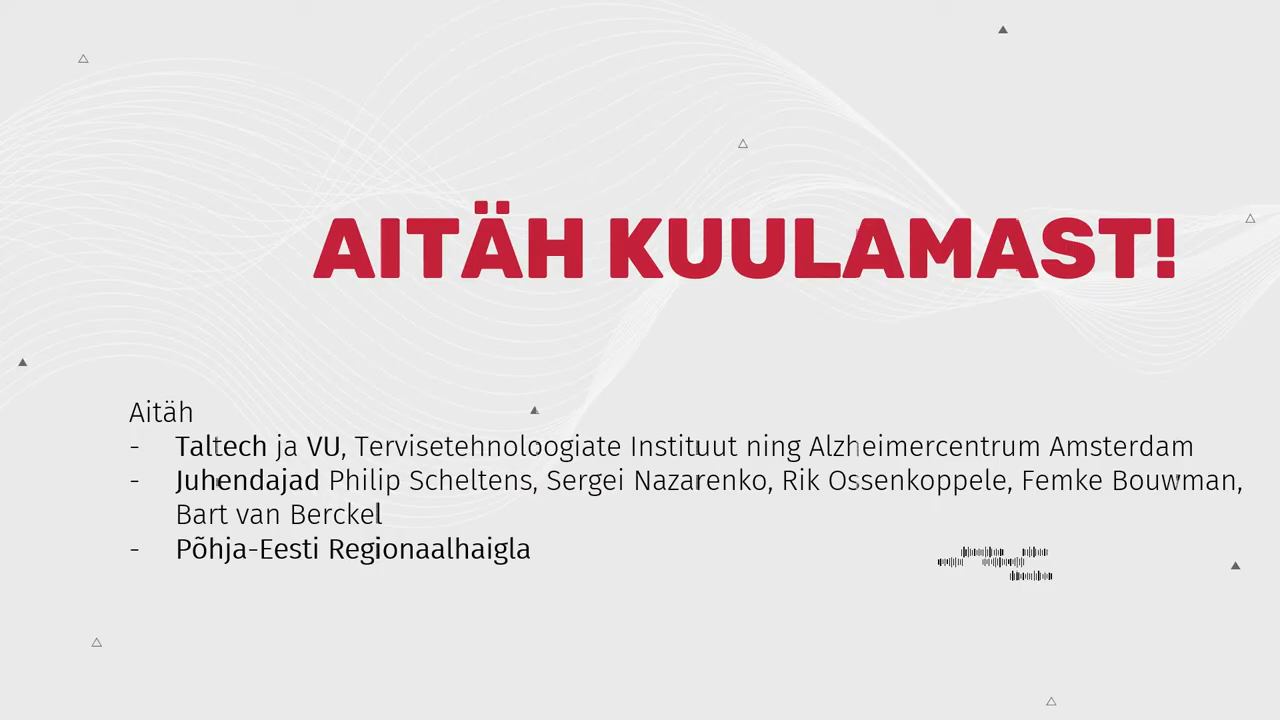 AITÄH KUULAMAST!
Aitäh
- Taltech ja VU, Tervisetehnoloogiate Instituut ning Alzheimercentrum Amsterdam
- Juhendajad Philip Scheltens, Sergei Nazarenko, Rik Ossenkoppele, Femke Bouwman,
Bart van Berckel
- Põhja-Eesti Regionaalhaigla